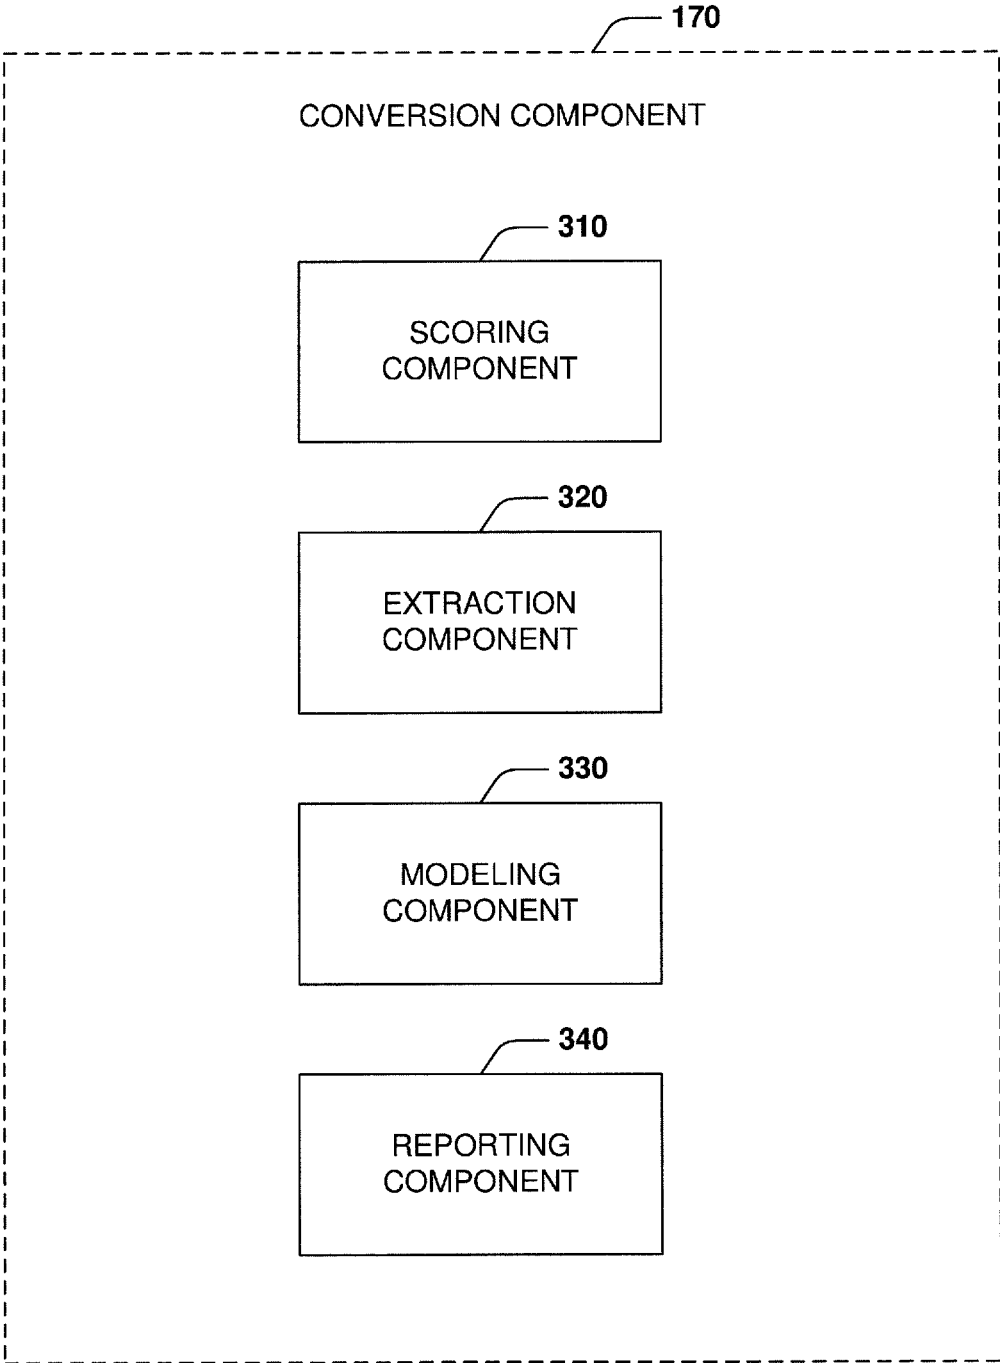 170
CONVERSION COMPONENT
310
SCORING
COMPONENT
320
EXTRACTION
COMPONENT
330
MODELING
COMPONENT
340
REPORTING
COMPONENT